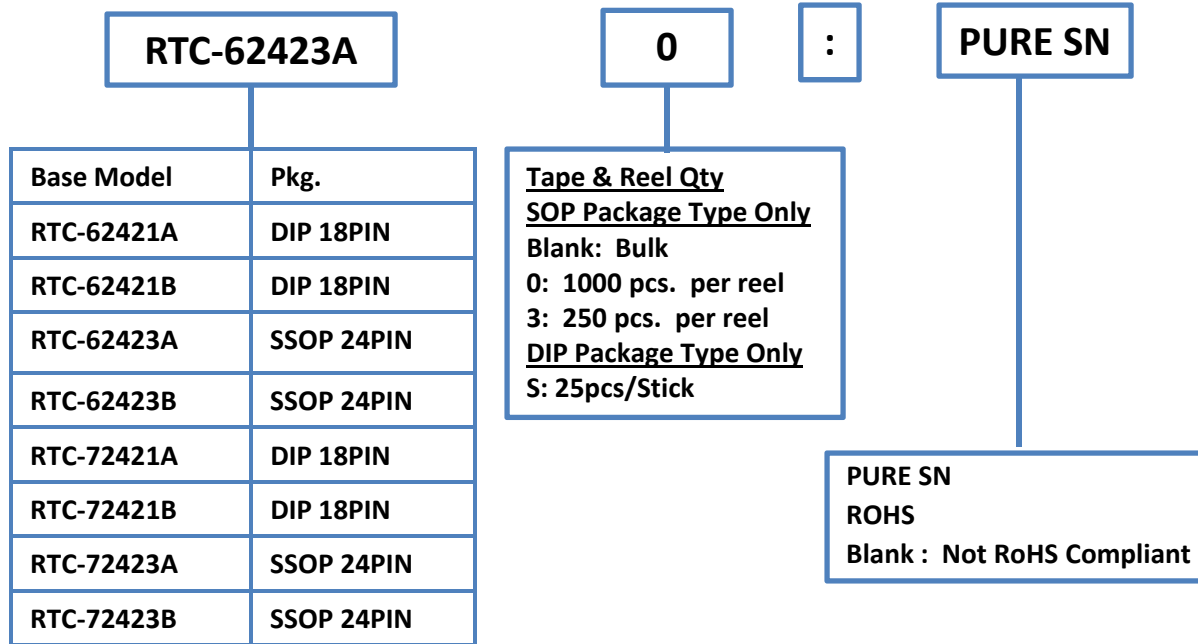 RTC-62423A 0 : PURE SN
Base Model Pkg.
RTC-62421A DIP 18PIN
RTC-62421B DIP 18PIN
RTC-62423A SSOP 24PIN
RTC-62423B SSOP 24PIN
RTC-72421A DIP 18PIN
RTC-72421B DIP 18PIN
RTC-72423A SSOP 24PIN
RTC-72423B SSOP 24PIN
Tape & Reel Qty
SOP Package Type Only
Blank: Bulk
0: 1000 pcs. per reel
3: 250 pcs. per reel
DIP Package Type Only
S: 25pcs/Stick
PURE SN
ROHS
Blank : Not RoHS Compliant